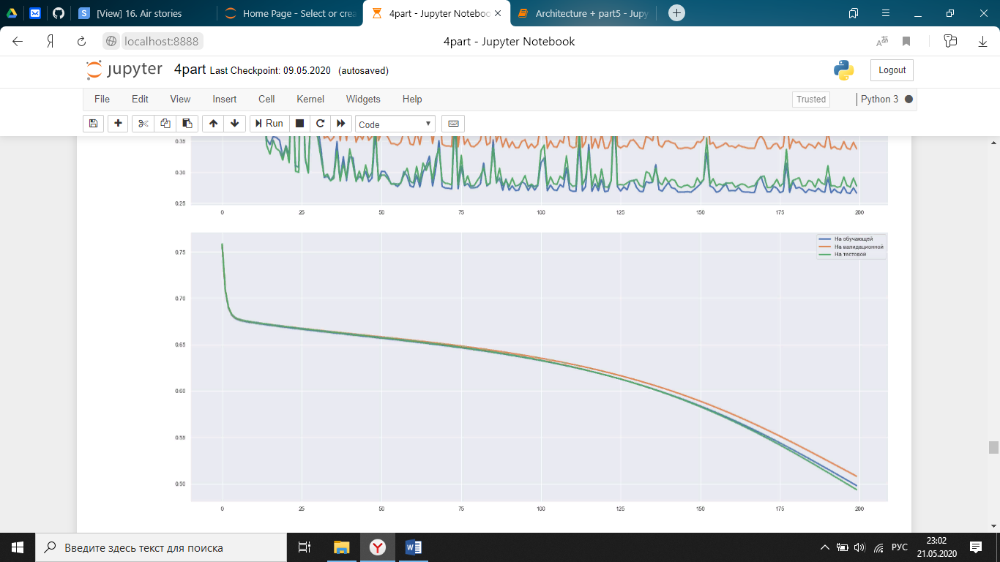 [View] 16. Air stories
Home Page - Select or crea
4part - Jupyter Notebook
Architecture + part5 - Jupy
localhost:8888
4part - Jupyter Notebook
jupyter 4part Last Checkpoint: 09.05.2020 (autosaved)
Logout
File Edit View Insert Cell Kernel Widgets Help
Trusted
Python 3
Run
Code
0.35
0.30
0.25
0 25 50 75 100 125 150 175 200
На обучающей
На валидационной
На тестовой
0.75
0.70
0.65
0.60
0.55
0.50
0 25 50 75 100 125 150 175 200
Введите здесь текст для поиска
РУС
23:02
21.05.2020